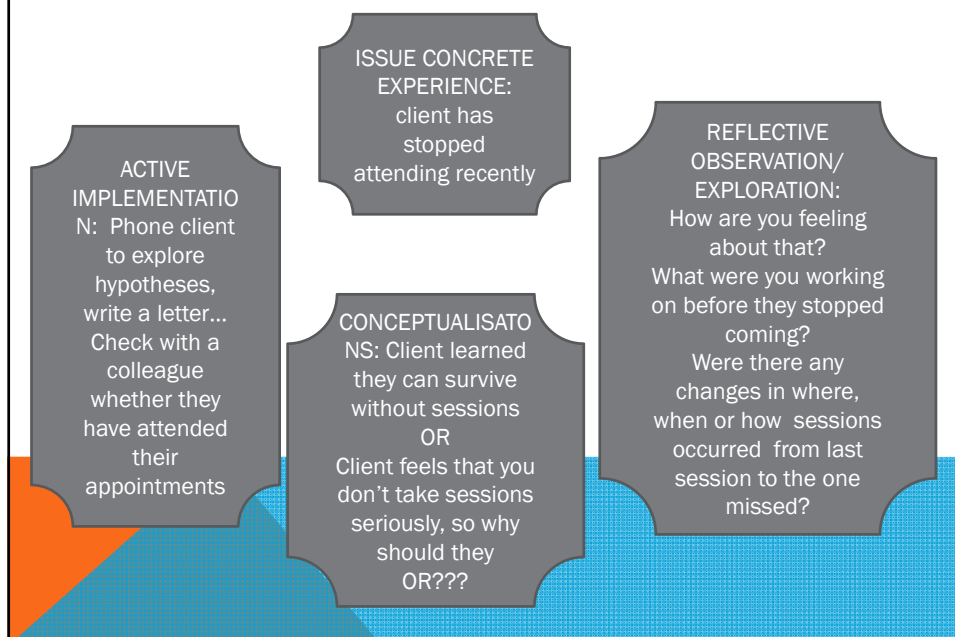 ISSUE CONCRETE
EXPERIENCE:
client has
stopped
attending recently
REFLECTIVE
OBSERVATION/
EXPLORATION:
How are you feeling
about that?
What were you working
on before they stopped
coming?
Were there any
changes in where,
when or how sessions
occurred from last
session to the one
missed?
CONCEPTUALISATO
NS: Client learned
they can survive
without sessions
OR
Client feels that you
don’t take sessions
seriously, so why
should they
OR???
ACTIVE
IMPLEMENTATIO
N: Phone client
to explore
hypotheses,
write a letter...
Check with a
colleague
whether they
have attended
their
appointments